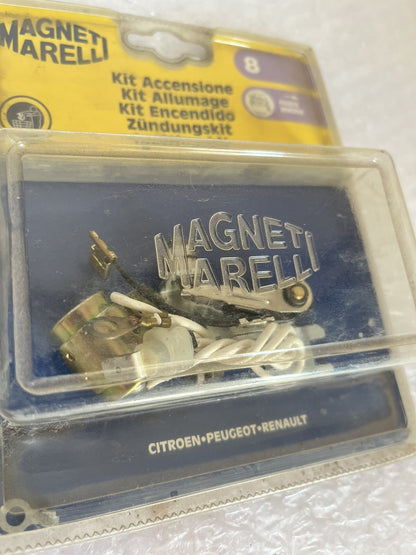 MAGNETI
MARELLI
8
Kit Accensione
Kit Allumage
Kit Encendido
Zündungskit
MAGNETI
MARELLI
CITROEN•PEUGEOT•RENAULT